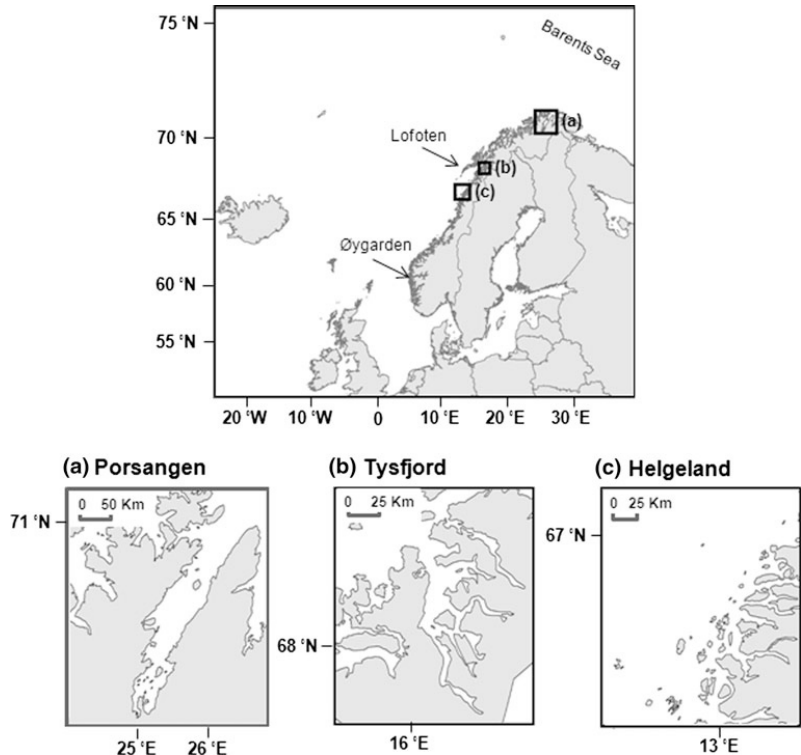 75 °N
Barents Sea
70 °N
(a)
Lofoten
(b)
(c)
65 °N
Øygarden
60 °N
55 °N
20 °W 10 °W 0 10 °E 20 °E 30 °E
(a) Porsangen
0 50 Km
71 °N
25 °E 26 °E
(b) Tysfjord
0 25 Km
68 °N
16 °E
(c) Helgeland
0 25 Km
67 °N
13 °E